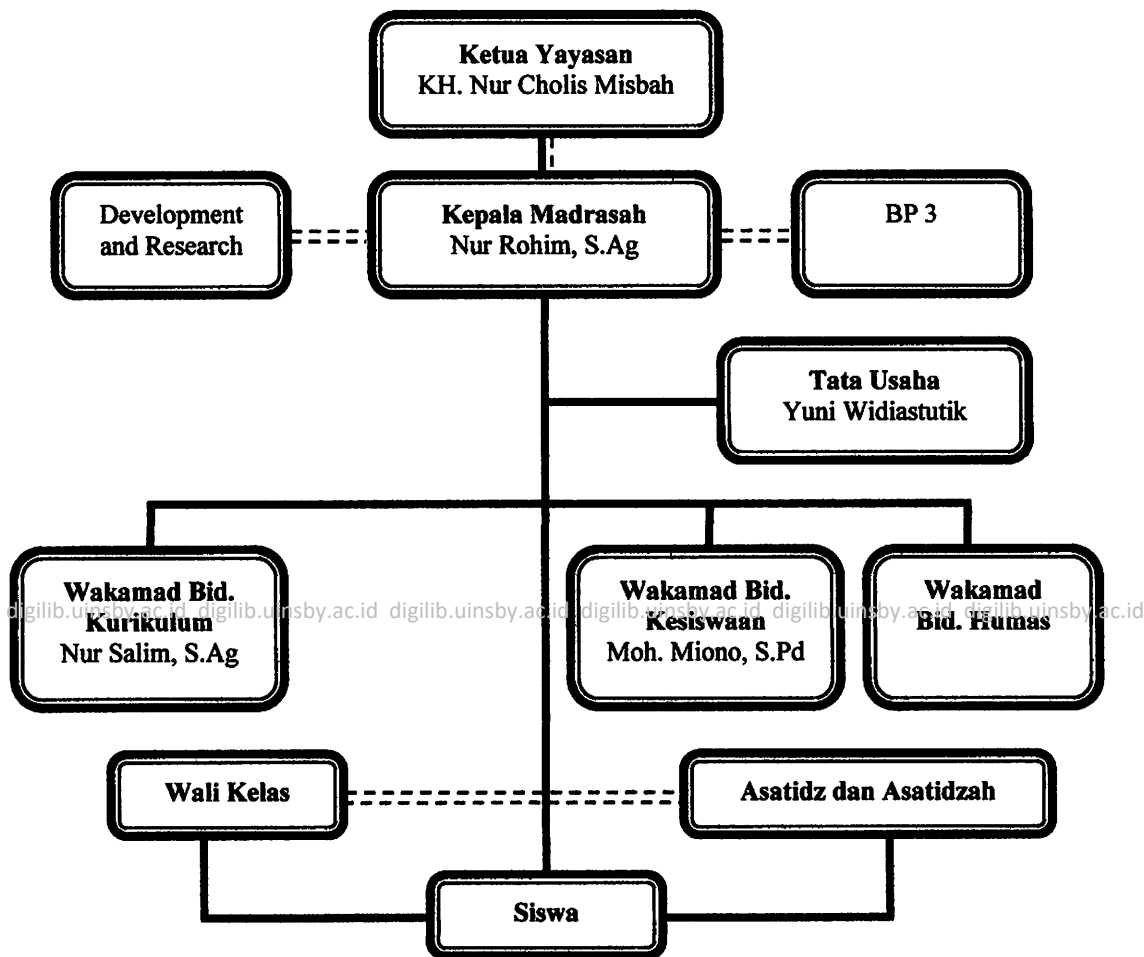 Ketua Yayasan
KH. Nur Cholis Misbah
Development
and Research
Kepala Madrasah
Nur Rohim, S.Ag
BP 3
Tata Usaha
Yuni Widiastutik
Wakamad Bid.
Kurikulum
Nur Salim, S.Ag
Wakamad Bid.
Kesiswaan
Moh. Miono, S.Pd
Wakamad
Bid. Humas
digilib.uinsby.ac.id digilib.uinsby.ac.id digilib.uinsby.ac.id digilib.uinsby.ac.id digilib.uinsby.ac.id digilib.uinsby.ac.id
Wali Kelas
Asatidz dan Asatidzah
Siswa